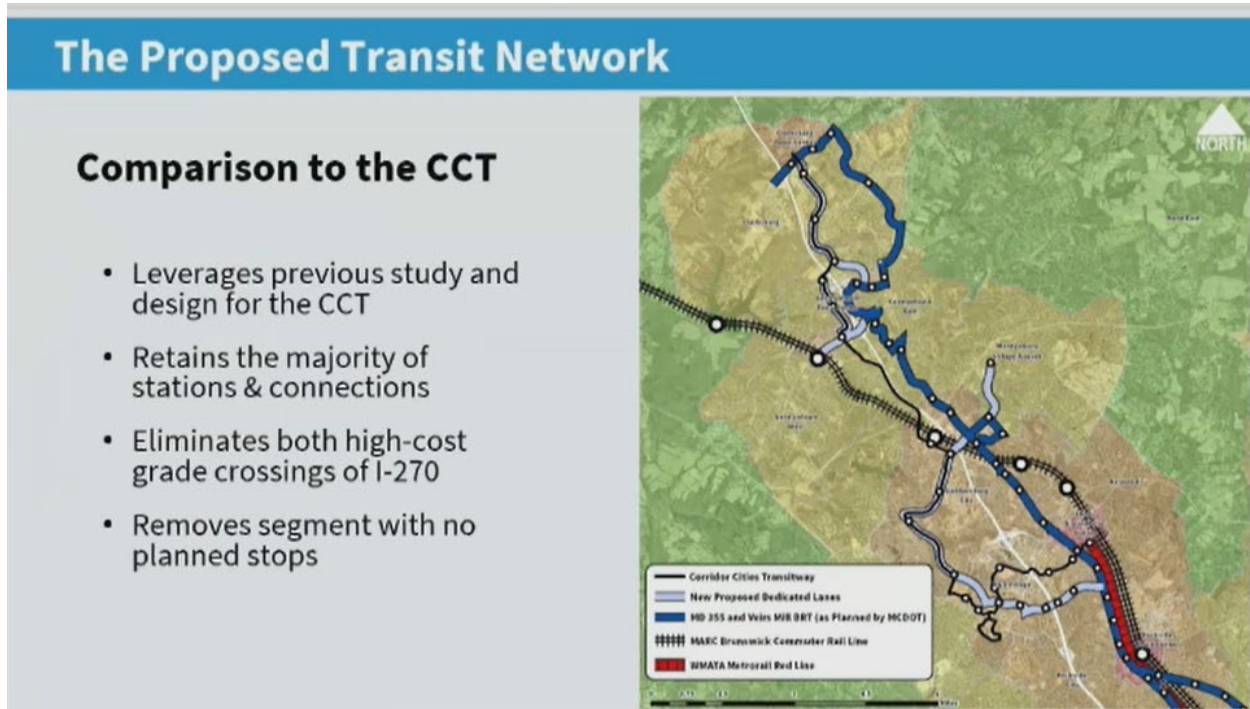 The Proposed Transit Network
Comparison to the CCT
• Leverages previous study and
design for the CCT
• Retains the majority of
stations & connections
• Eliminates both high-cost
grade crossings of I-270
• Removes segment with no
planned stops
NORTH
Corridor Cities Transitway
New Proposed Dedicated Lanes
MD 355 and Veirs Mill BRT (as Planned by MCDOT)
MARC Brunswick Commuter Rail Line
WMATA Metrorail Red Line